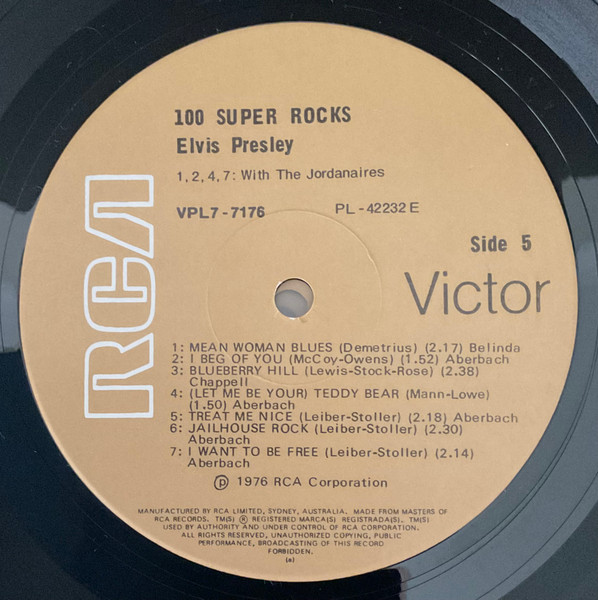 100 SUPER ROCKS
Elvis Presley
1,2,4,7: With The Jordanaires
VPL7-7176 PL-42232E
Side 5
RCA
Victor
1: MEAN WOMAN BLUES (Demetrius) (2.17) Belinda
2: I BEG OF YOU (McCoy-Owens) (1.52) Aberbach
3: BLUEBERRY HILL (Lewis-Stock-Rose) (2.38)
Chappell
4: (LET ME BE YOUR) TEDDY BEAR (Mann-Lowe)
(1.50) Aberbach
5: TREAT ME NICE (Leiber-Stoller) (2.18) Aberbach
6: JAILHOUSE ROCK (Leiber-Stoller) (2.30)
Aberbach
7: I WANT TO BE FREE (Leiber-Stoller) (2.14)
Aberbach
℗ 1976 RCA Corporation
MANUFACTURED BY RCA LIMITED, SYDNEY, AUSTRALIA. MADE FROM MASTERS OF
RCA RECORDS. TM(S) ® REGISTERED MARCA(S) REGISTRADA(S). TM(S)
USED BY AUTHORITY AND UNDER CONTROL OF RCA CORPORATION.
ALL RIGHTS RESERVED, UNAUTHORIZED COPYING, PUBLIC
PERFORMANCE, BROADCASTING OF THIS RECORD
FORBIDDEN.
(e)